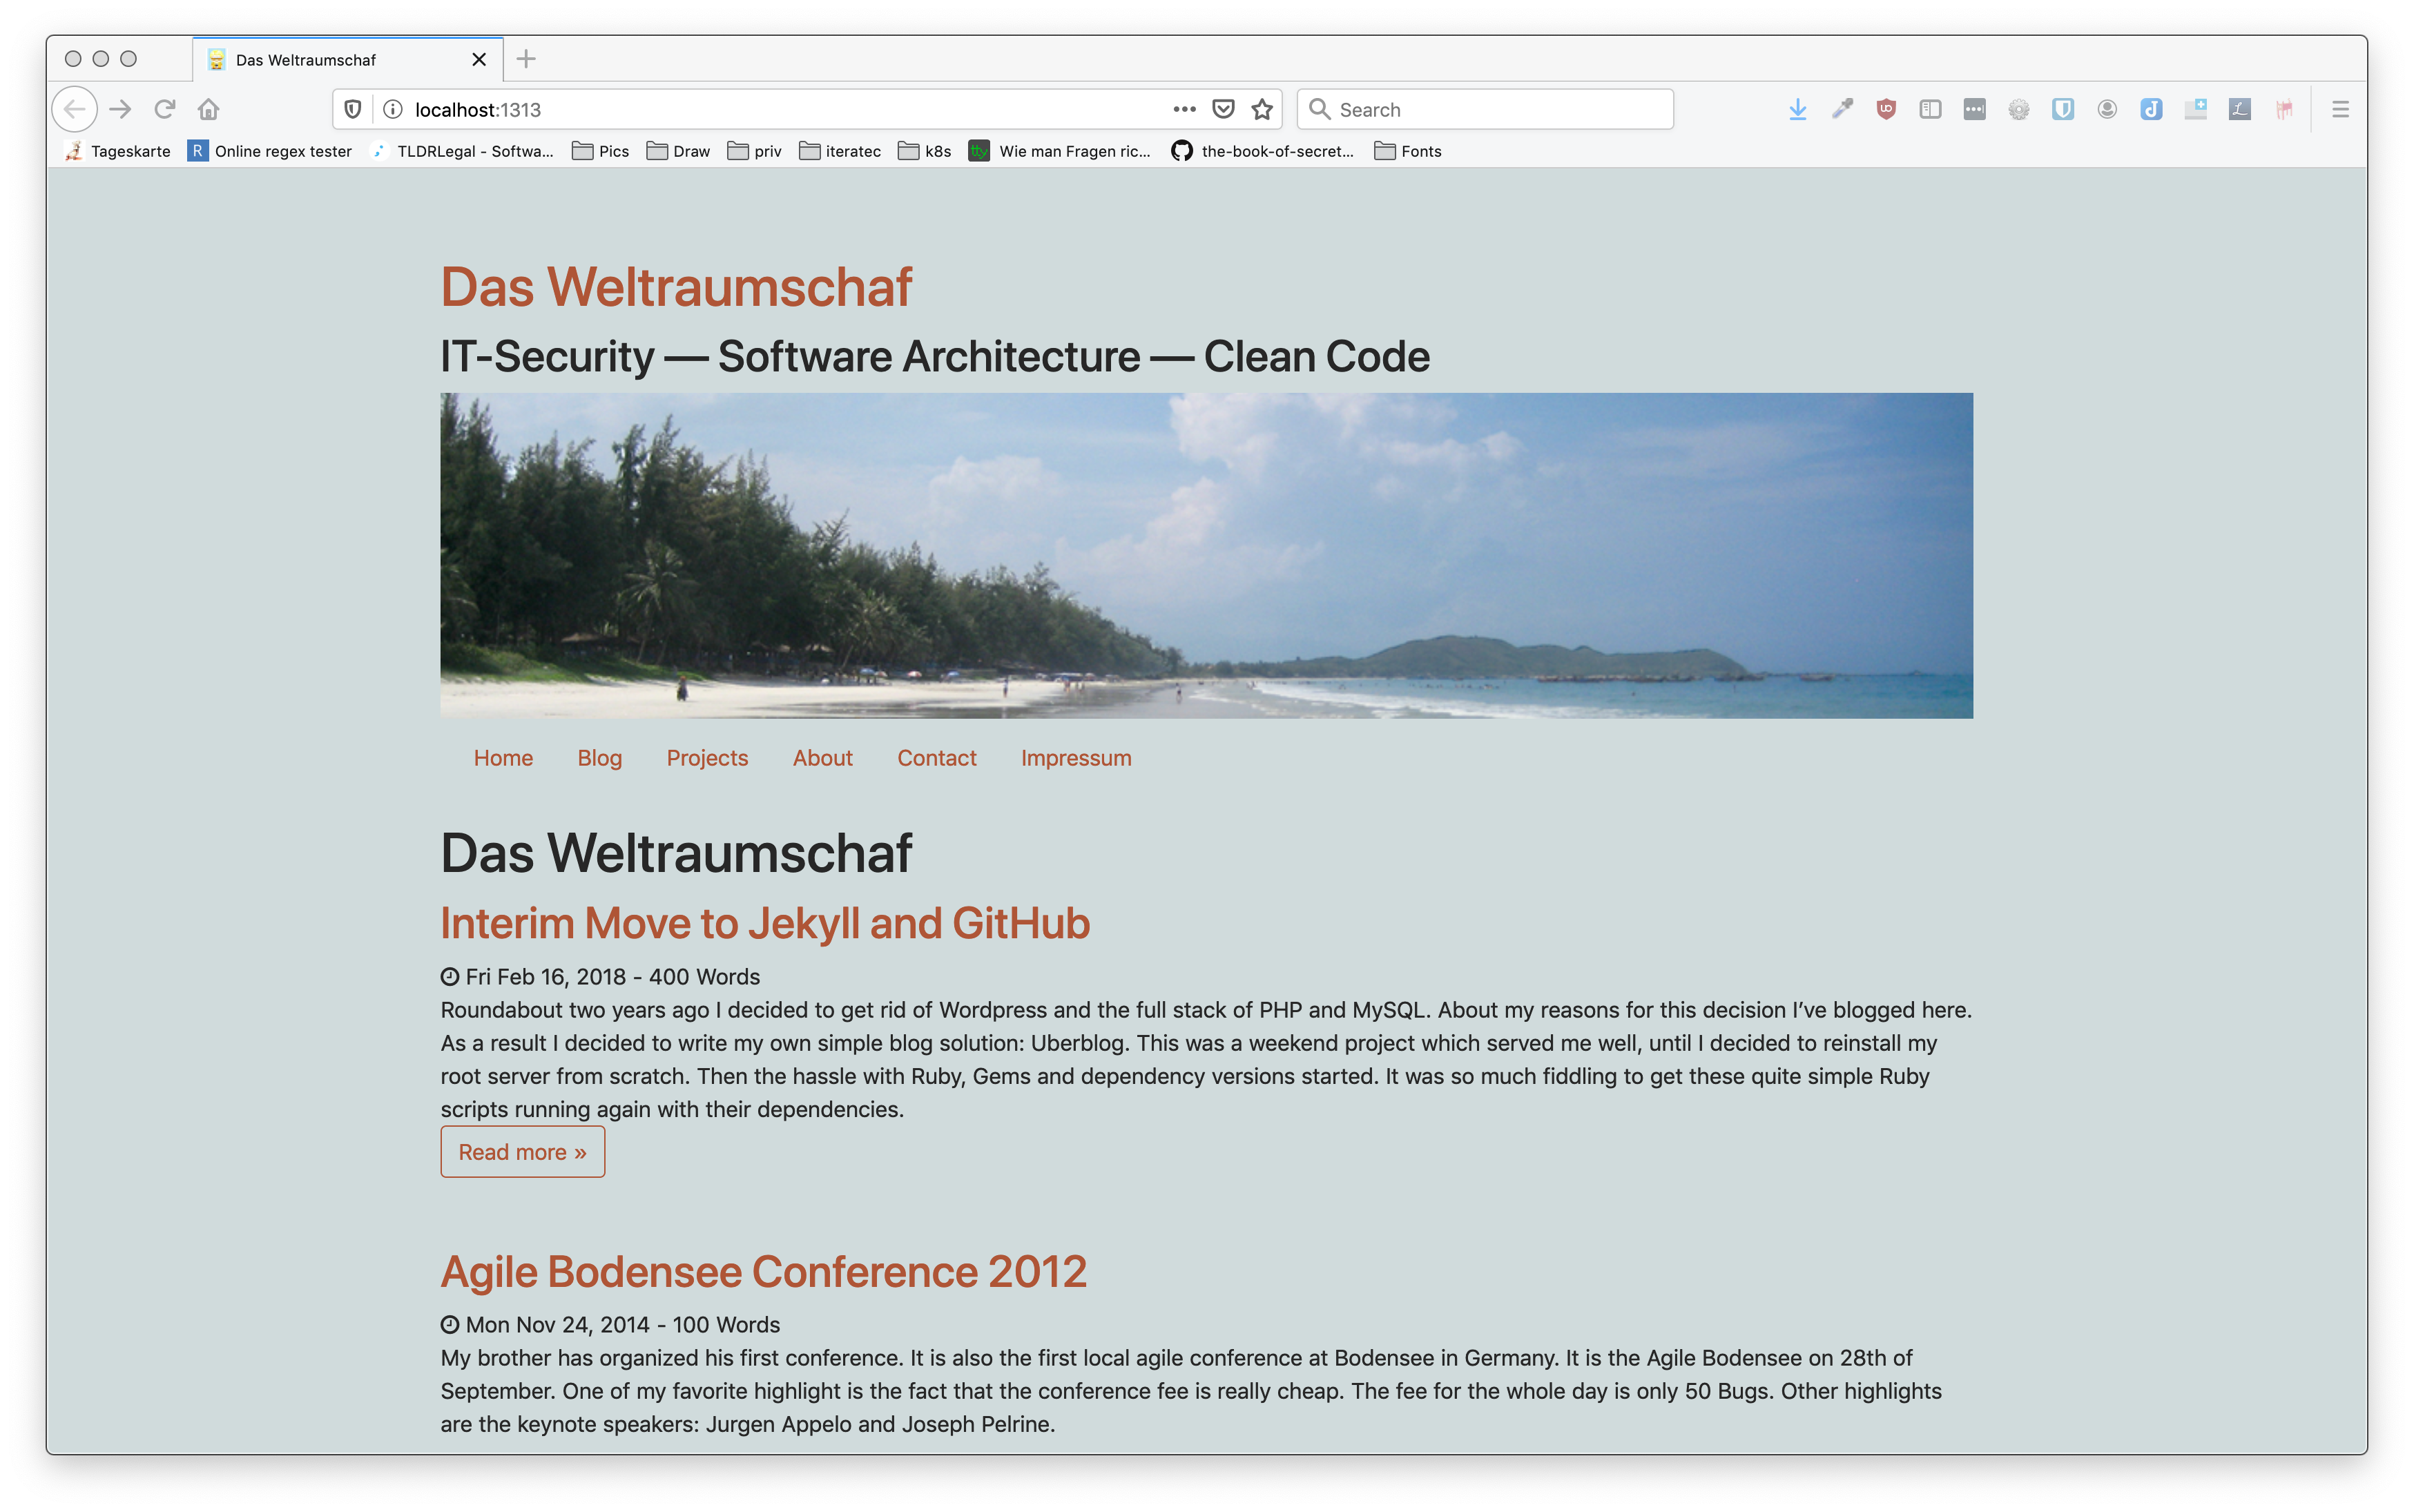 Das Weltraumschaf
localhost:1313
Search
Tageskarte
R Online regex tester
TLDRLegal - Softwa...
Pics
Draw
priv
iteratec
k8s
tty Wie man Fragen ric...
the-book-of-secret...
Fonts
Das Weltraumschaf
IT-Security — Software Architecture — Clean Code
Home Blog Projects About Contact Impressum
Das Weltraumschaf
Interim Move to Jekyll and GitHub
Fri Feb 16, 2018 - 400 Words
Roundabout two years ago I decided to get rid of Wordpress and the full stack of PHP and MySQL. About my reasons for this decision I’ve blogged here.
As a result I decided to write my own simple blog solution: Uberblog. This was a weekend project which served me well, until I decided to reinstall my
root server from scratch. Then the hassle with Ruby, Gems and dependency versions started. It was so much fiddling to get these quite simple Ruby
scripts running again with their dependencies.
Read more »
Agile Bodensee Conference 2012
Mon Nov 24, 2014 - 100 Words
My brother has organized his first conference. It is also the first local agile conference at Bodensee in Germany. It is the Agile Bodensee on 28th of
September. One of my favorite highlight is the fact that the conference fee is really cheap. The fee for the whole day is only 50 Bugs. Other highlights
are the keynote speakers: Jurgen Appelo and Joseph Pelrine.